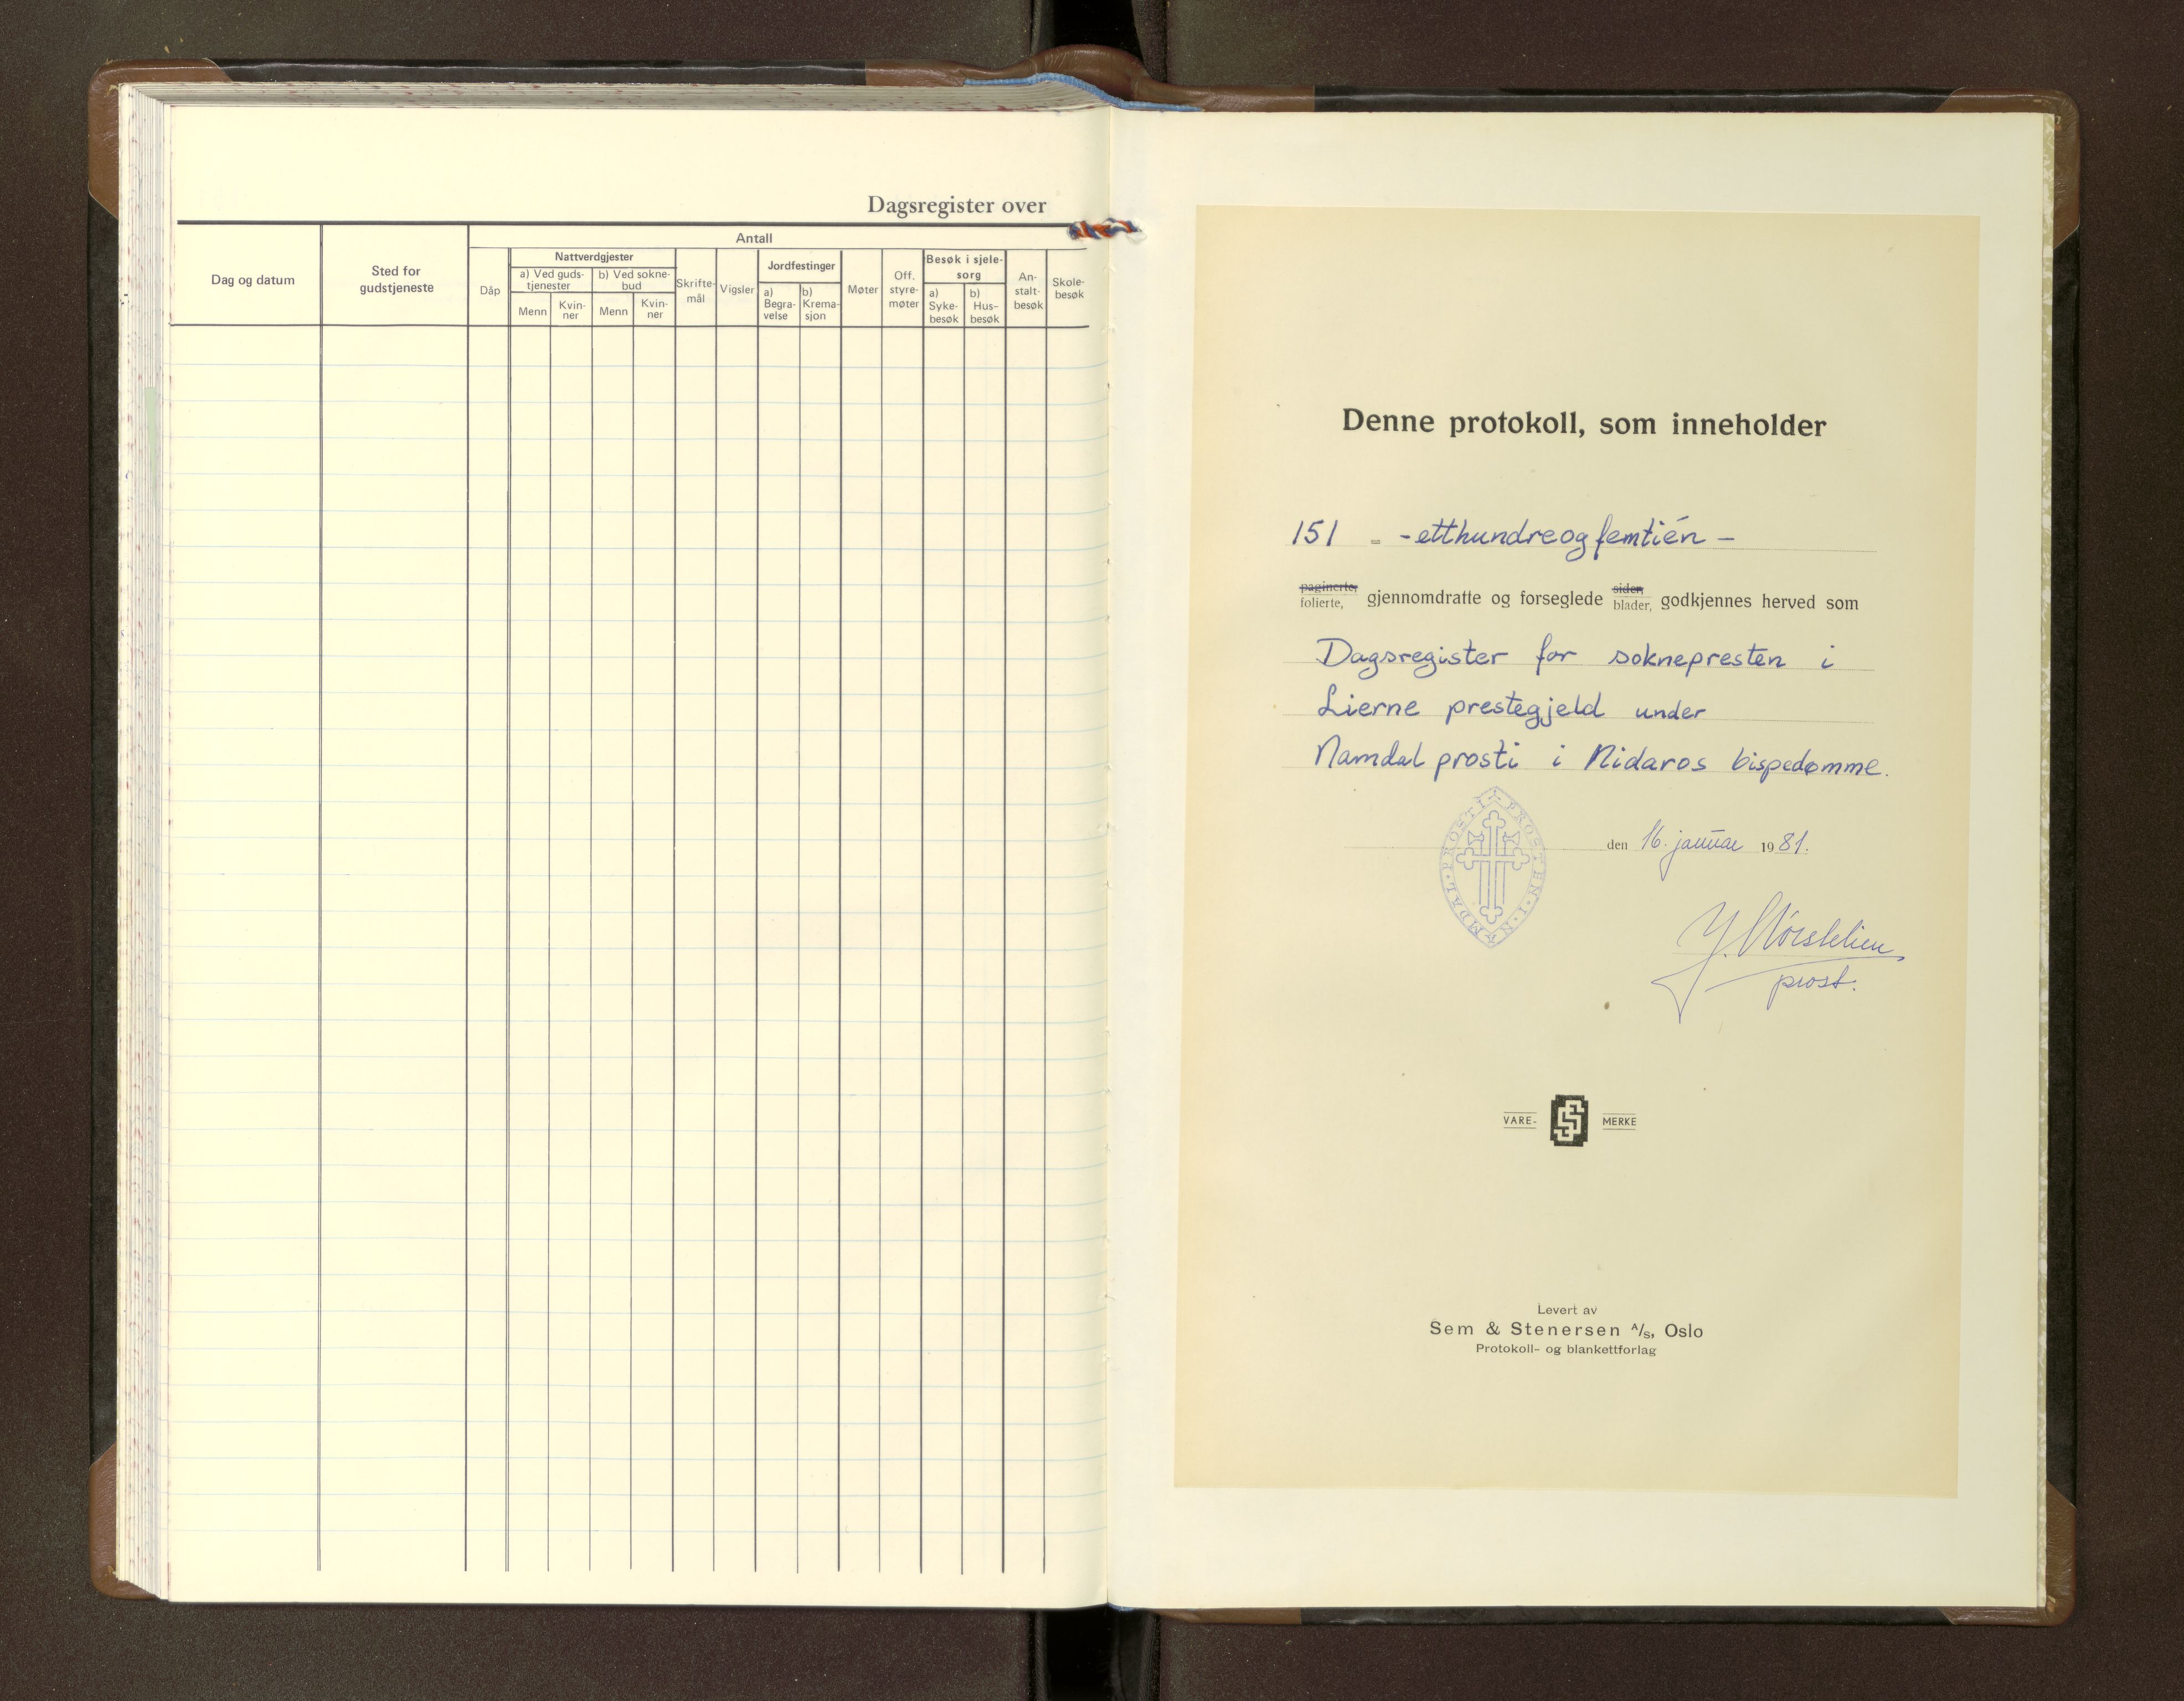 Dagsregister over
Dag og datum
Sted for
gudstjeneste
Antall
Dåp
Nattverdgjester
a) Ved guds-
tjenester
b) Ved sokne-
bud
Menn
Kvin-
ner
Menn
Kvin-
ner
Skrifte-
mål
Vigsler
Jordfestinger
a)
Begra-
velse
b)
Krema-
sjon
Møter
Off.
styre-
møter
Besøk i sjele-
sorg
a)
Syke-
besøk
b)
Hus-
besøk
An-
stalt-
besøk
Skole-
besøk
Denne protokoll, som inneholder
151 = - etthundreogfemtién -
paginerte,
folierte, gjennomdratte og forseglede siden, blader, godkjennes herved som
Dagsregister for soknepresten i
Lierne prestegjeld under
Namdal prosti i Nidaros bispedømme.
PROSTEN · I · NAMDAL · PROSTI
den 16. januar 1981.
prost.
VARE- MERKE
Levert av
Sem & Stenersen A/S, Oslo
Protokoll- og blankettforlag